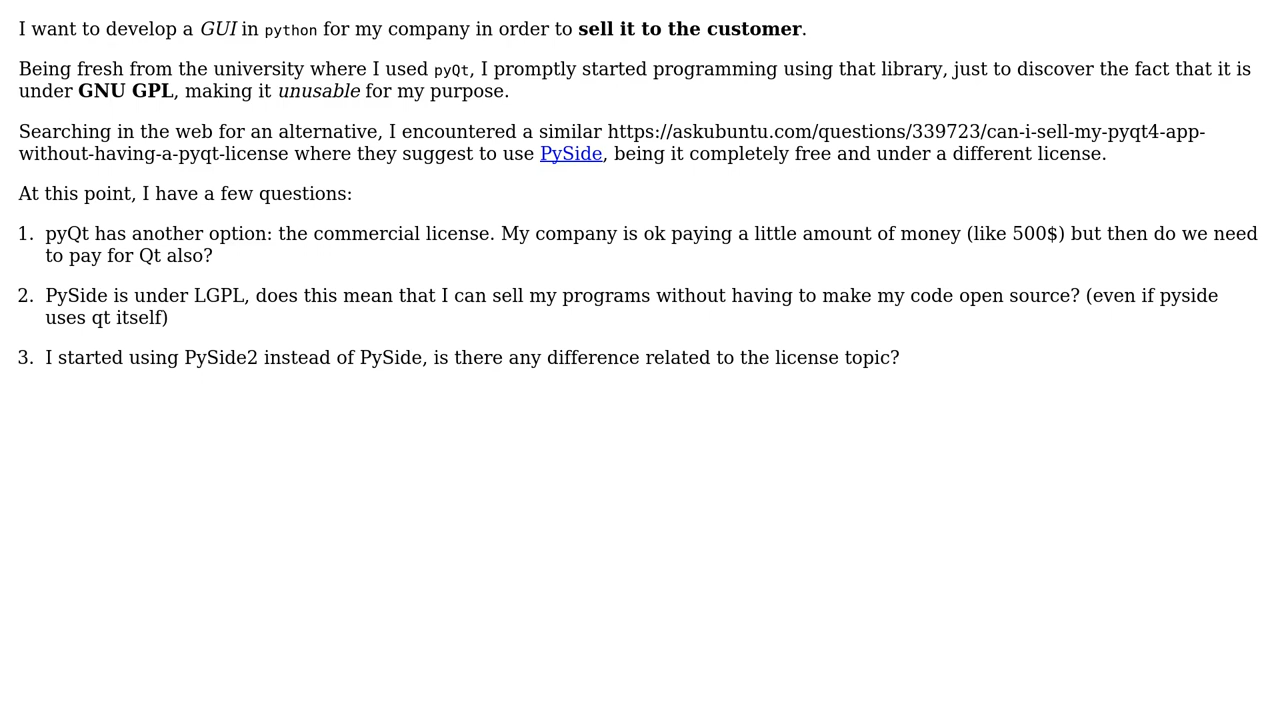 I want to develop a GUI in python for my company in order to sell it to the customer.
Being fresh from the university where I used pyQt, I promptly started programming using that library, just to discover the fact that it is
under GNU GPL, making it unusable for my purpose.
Searching in the web for an alternative, I encountered a similar https://askubuntu.com/questions/339723/can-i-sell-my-pyqt4-app-
without-having-a-pyqt-license where they suggest to use PySide, being it completely free and under a different license.
At this point, I have a few questions:
1. pyQt has another option: the commercial license. My company is ok paying a little amount of money (like 500$) but then do we need
to pay for Qt also?
2. PySide is under LGPL, does this mean that I can sell my programs without having to make my code open source? (even if pyside
uses qt itself)
3. I started using PySide2 instead of PySide, is there any difference related to the license topic?